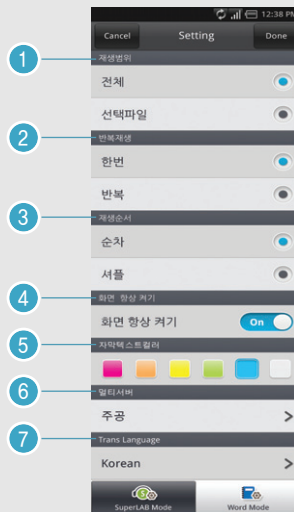 12:38 PM
Cancel Setting Done
1 재생범위
전체
선택파일
2 반복재생
한번
반복
3 재생순서
순차
셔플
4 화면 항상 켜기
화면 항상 켜기 On
5 자막텍스트컬러
6 멀티서버
주공
7 Trans Language
Korean
SuperLAB Mode Word Mode